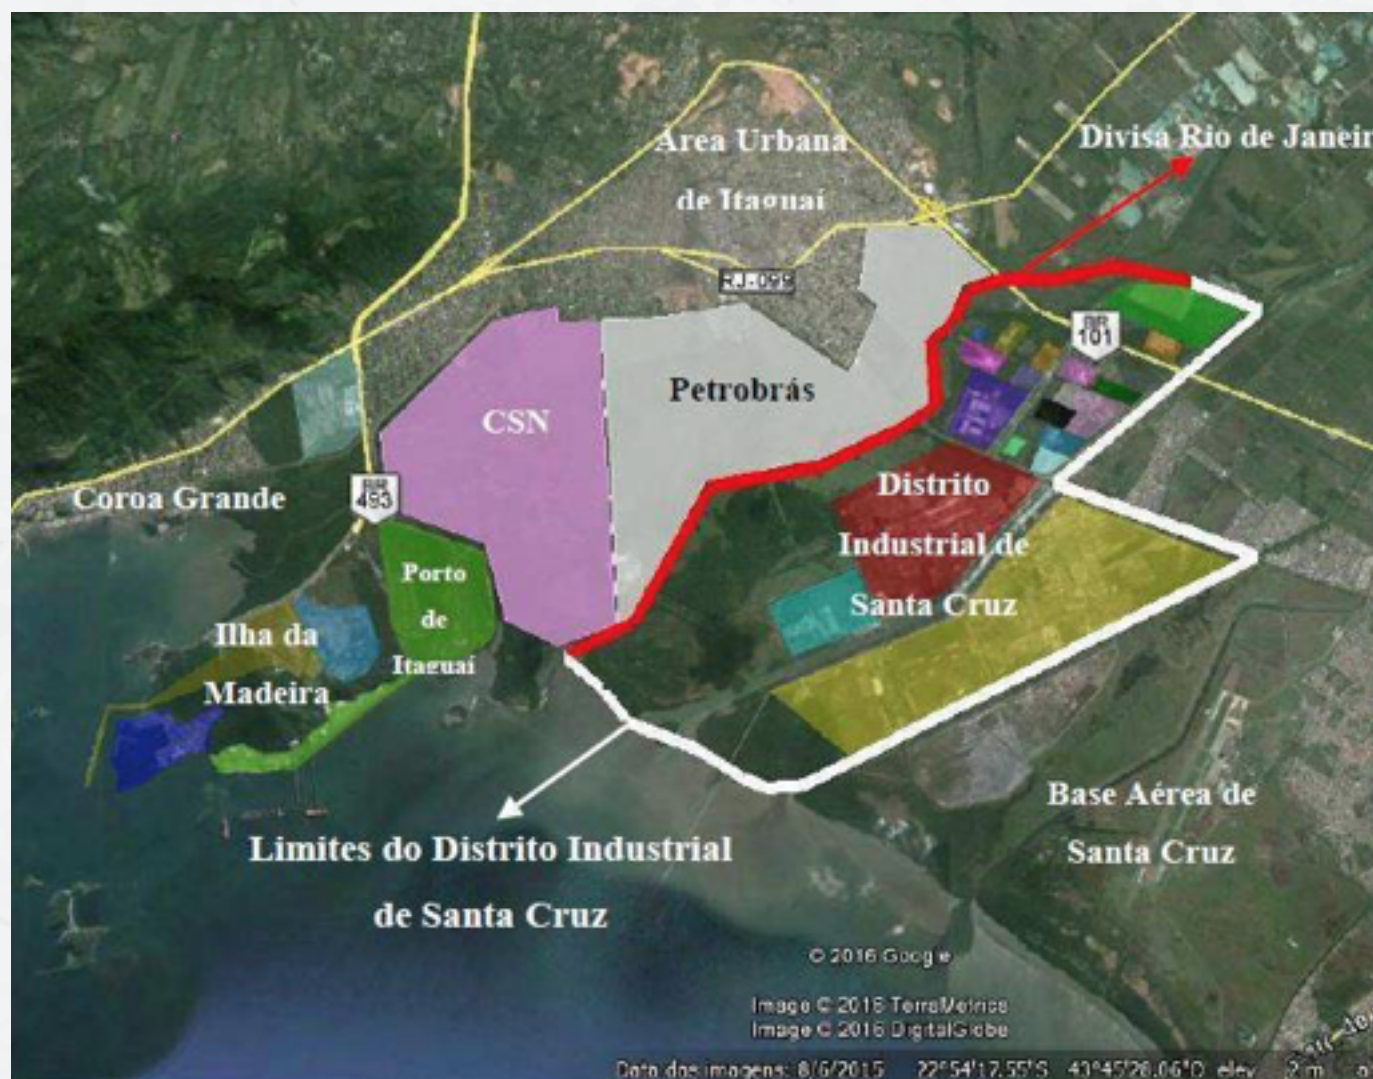 Área Urbana
de Itaguaí
Divisa Rio de Janeir
RJ-099
BR
101
Petrobrás
CSN
Coroa Grande
BR
493
Distrito
Industrial de
Santa Cruz
Porto
de
Itaguaí
Ilha da
Madeira
Base Aérea de
Santa Cruz
Limites do Distrito Industrial
de Santa Cruz
© 2016 Google
Image © 2016 TerraMetrics
Image © 2016 DigitalGlobe
Data das imagens: 8/6/2015 22°54'17.55"S 43°45'28.06"O elev 2 m